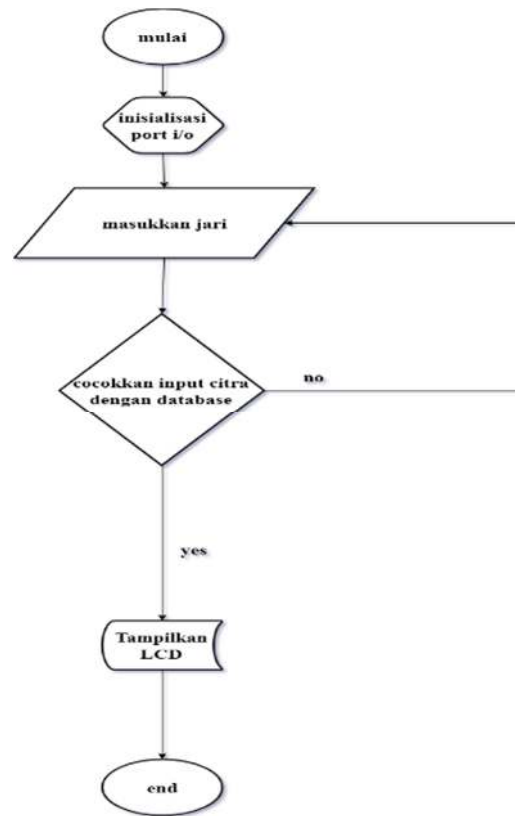 mulai
inisialisasi
port i/o
masukkan jari
cocokkan input citra
dengan database
no
yes
Tampilkan
LCD
end